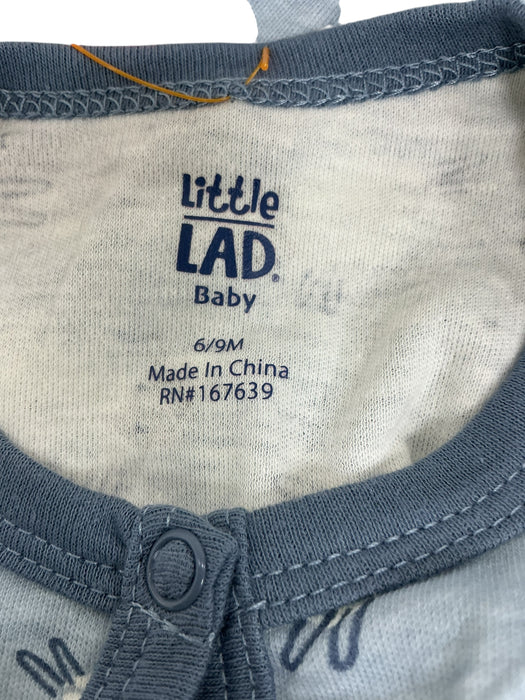 Little
LAD®
Baby
6/9M
Made In China
RN#167639